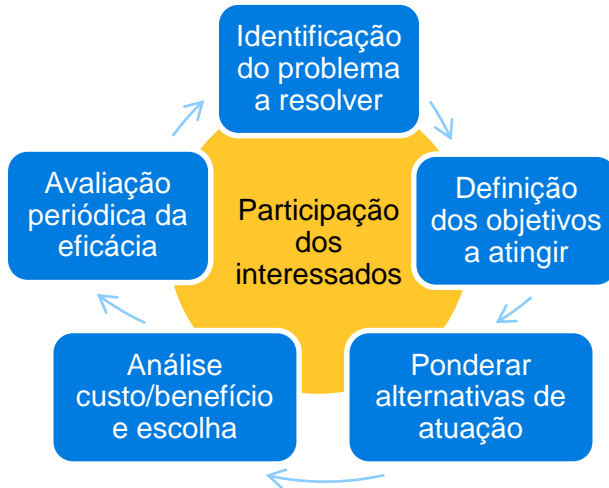 Identificação
do problema
a resolver
Definição
dos objetivos
a atingir
Ponderar
alternativas de
atuação
Análise
custo/benefício
e escolha
Avaliação
periódica da
eficácia
Participação
dos
interessados